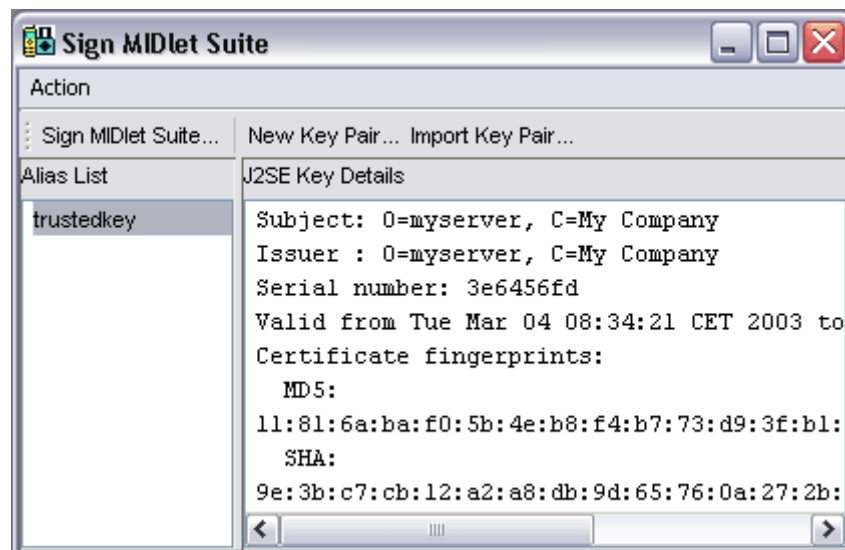 Sign MIDlet Suite
Action
Sign MIDlet Suite... New Key Pair... Import Key Pair...
Alias List
J2SE Key Details
trustedkey
Subject: O=myserver, C=My Company
Issuer : O=myserver, C=My Company
Serial number: 3e6456fd
Valid from Tue Mar 04 08:34:21 CET 2003 to
Certificate fingerprints:
MD5:
11:81:6a:ba:f0:5b:4e:b8:f4:b7:73:d9:3f:b1:
SHA:
9e:3b:c7:cb:12:a2:a8:db:9d:65:76:0a:27:2b: